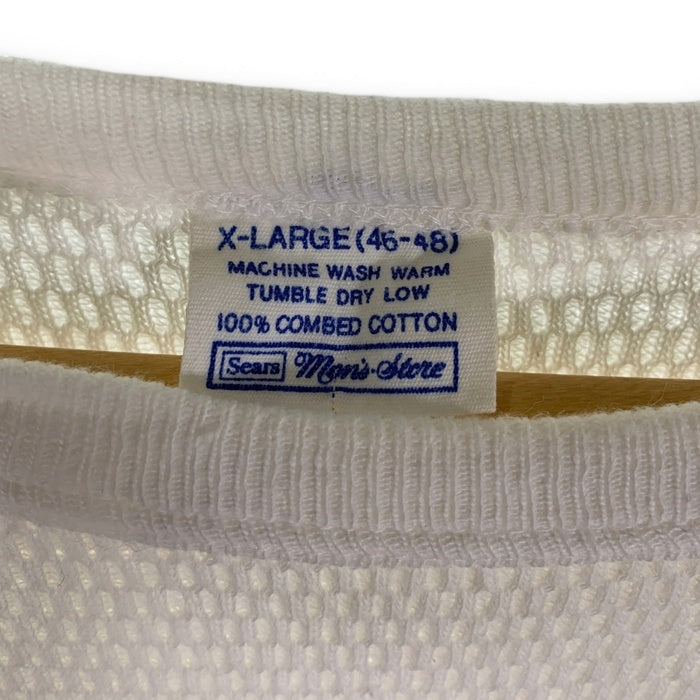 X-LARGE (46-48)
MACHINE WASH WARM
TUMBLE DRY LOW
100% COMBED COTTON
Sears Men's Store